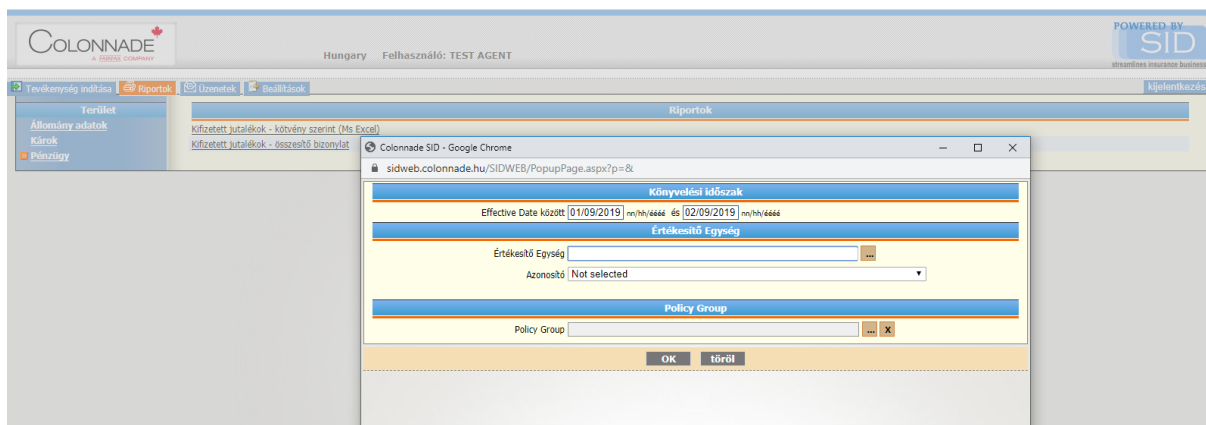 COLONNADE
A FAIRFAX COMPANY
Hungary Felhasználó: TEST AGENT
POWERED BY
SID
streamlines insurance business
Tevékenység indítása Riportok Üzenetek Beállítások kijelentkezés
Terület
Állomány adatok
Károk
Pénzügy
Riportok
Kifizetett jutalékok - kötvény szerint (Ms Excel)
Kifizetett jutalékok - összesítő bizonylat
Colonnade SID - Google Chrome
sidweb.colonnade.hu/SIDWEB/PopupPage.aspx?p=&
Könyvelési időszak
Effective Date között 01/09/2019 nn/hh/éééé és 02/09/2019 nn/hh/éééé
Értékesítő Egység
Értékesítő Egység ...
Azonosító Not selected
Policy Group
Policy Group ... x
OK töröl